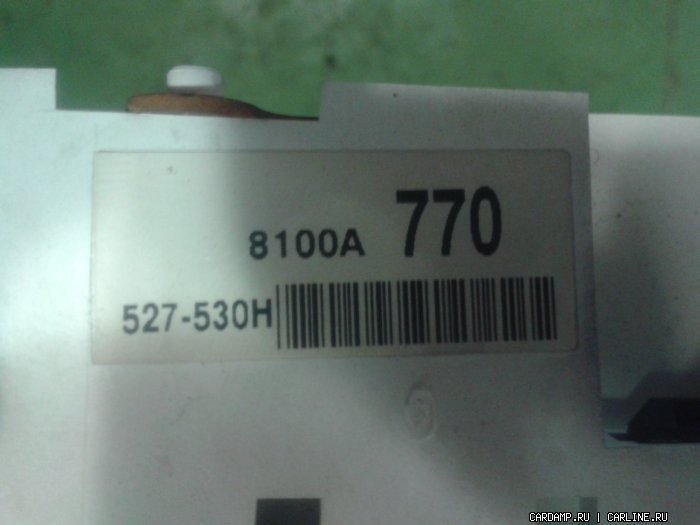 8100A 770
527-530H
CARDAMP.RU | CARLINE.RU